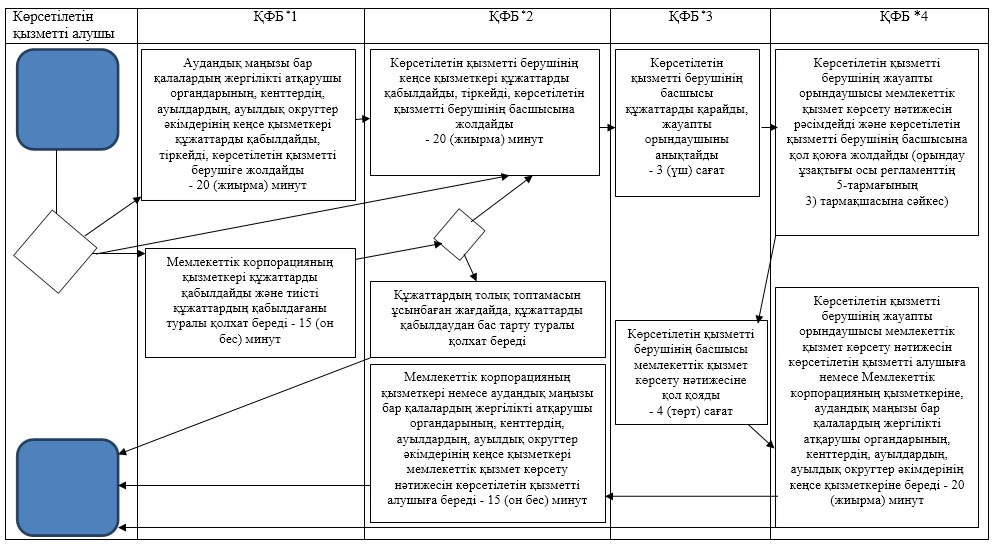 Көрсетілетін
қызметті алушы
ҚФБ*1
ҚФБ*2
ҚФБ*3
ҚФБ *4
Аудандық маңызы бар
қалалардың жергілікті атқарушы
органдарының, кенттердің,
ауылдардың, ауылдық округтер
әкімдерінің кеңсе қызметкері
құжаттарды қабылдайды,
тіркейді, көрсетілетін қызметті
берушіге жолдайды
- 20 (жиырма) минут
Көрсетілетін қызметті берушінің
кеңсе қызметкері құжаттарды
қабылдайды, тіркейді, көрсетілетін
қызметті берушінің басшысына
жолдайды
- 20 (жиырма) минут
Көрсетілетін
қызметті берушінің
басшысы
құжаттарды қарайды,
жауапты
орындаушыны
анықтайды
- 3 (үш) сағат
Көрсетілетін қызметті
берушінің жауапты
орындаушысы мемлекеттік
қызмет көрсету нәтижесін
рәсімдейді және көрсетілетін
қызметті берушінің басшысына
қол қоюға жолдайды (орындау
ұзақтығы осы регламенттің
5-тармағының
3) тармақшасына сәйкес)
Мемлекеттік корпорацияның
қызметкері құжаттарды
қабылдайды және тиісті
құжаттардың қабылдағаны
туралы қолхат береді - 15 (он
бес) минут
Құжаттардың толық топтамасын
ұсынбаған жағдайда, құжаттарды
қабылдаудан бас тарту туралы
қолхат береді
Мемлекеттік корпорацияның
қызметкері немесе аудандық маңызы
бар қалалардың жергілікті атқарушы
органдарының, кенттердің,
ауылдардың, ауылдық округтер
әкімдерінің кеңсе қызметкері
мемлекеттік қызмет көрсету
нәтижесін көрсетілетін қызметті
алушыға береді - 15 (он бес) минут
Көрсетілетін қызметті
берушінің басшысы
мемлекеттік қызмет
көрсету нәтижесіне
қол қояды
- 4 (төрт) сағат
Көрсетілетін қызметті
берушінің жауапты
орындаушысы мемлекеттік
қызмет көрсету нәтижесін
көрсетілетін қызметті алушыға
немесе Мемлекеттік
корпорацияның қызметкеріне,
аудандық маңызы бар
қалалардың жергілікті
атқарушы органдарының,
кенттердің, ауылдардың,
ауылдық округтер әкімдерінің
кеңсе қызметкеріне береді - 20
(жиырма) минут